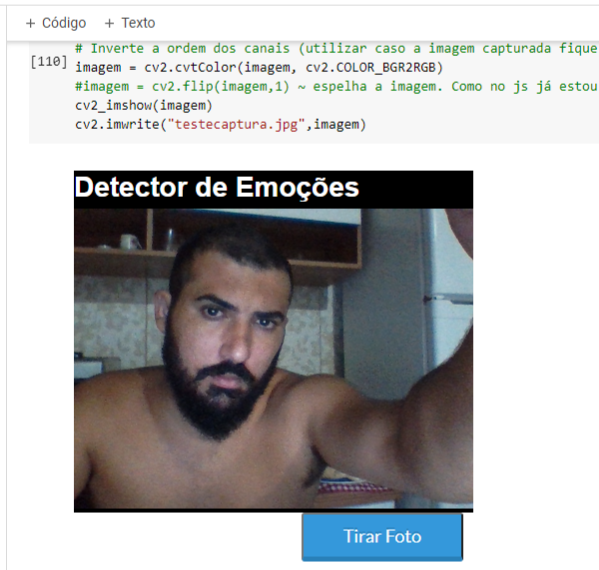 + Código + Texto
# Inverte a ordem dos canais (utilizar caso a imagem capturada fique
[110] imagem = cv2.cvtColor(imagem, cv2.COLOR_BGR2RGB)
#imagem = cv2.flip(imagem,1) ~ espelha a imagem. Como no js já estou
cv2_imshow(imagem)
cv2.imwrite("testecaptura.jpg",imagem)
Detector de Emoções
Tirar Foto